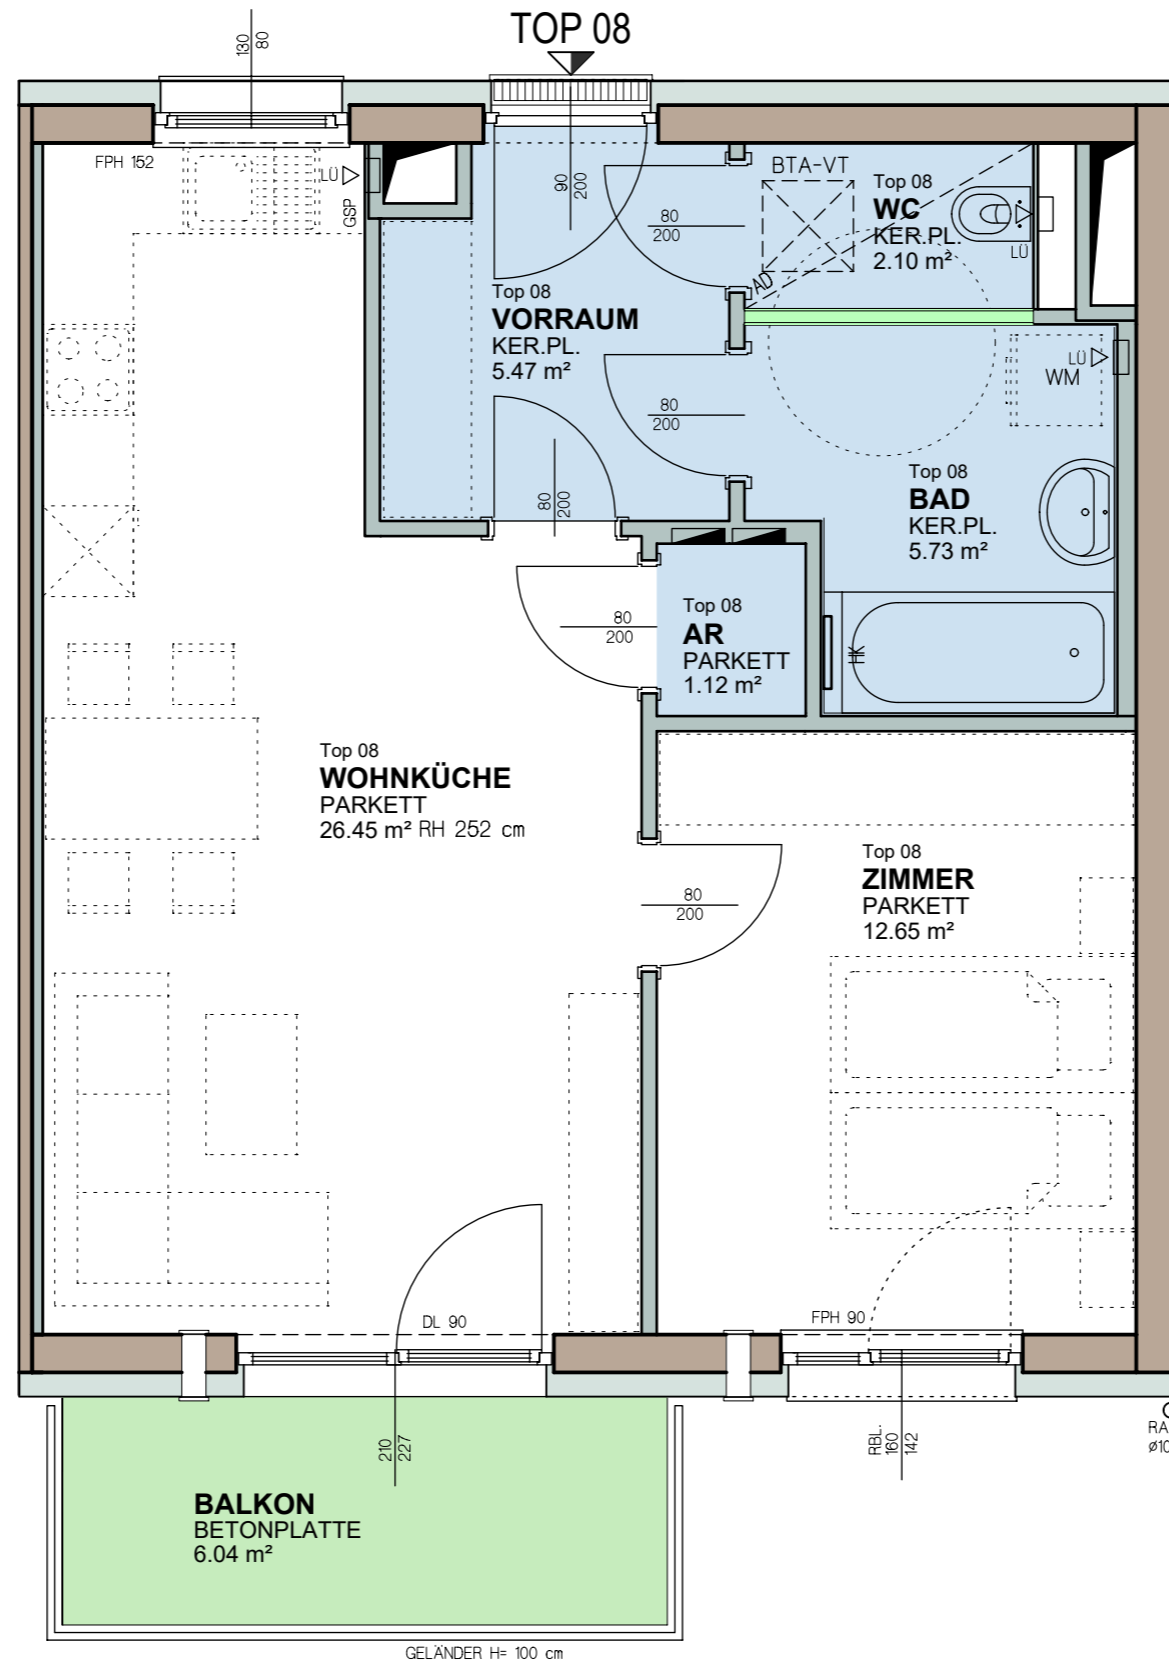 TOP 08
130
80
FPH 152
LÜ
GSP
90
200
80
200
BTA-VT
Top 08
WC
KER.PL.
2.10 m²
LÜ
AD
Top 08
VORRAUM
KER.PL.
5.47 m²
80
200
LÜ
WM
80
200
Top 08
BAD
KER.PL.
5.73 m²
80
200
Top 08
AR
PARKETT
1.12 m²
HK
Top 08
WOHNKÜCHE
PARKETT
26.45 m² RH 252 cm
80
200
Top 08
ZIMMER
PARKETT
12.65 m²
DL 90
FPH 90
210
227
RBL.
160
142
RA
ø10
BALKON
BETONPLATTE
6.04 m²
GELÄNDER H= 100 cm